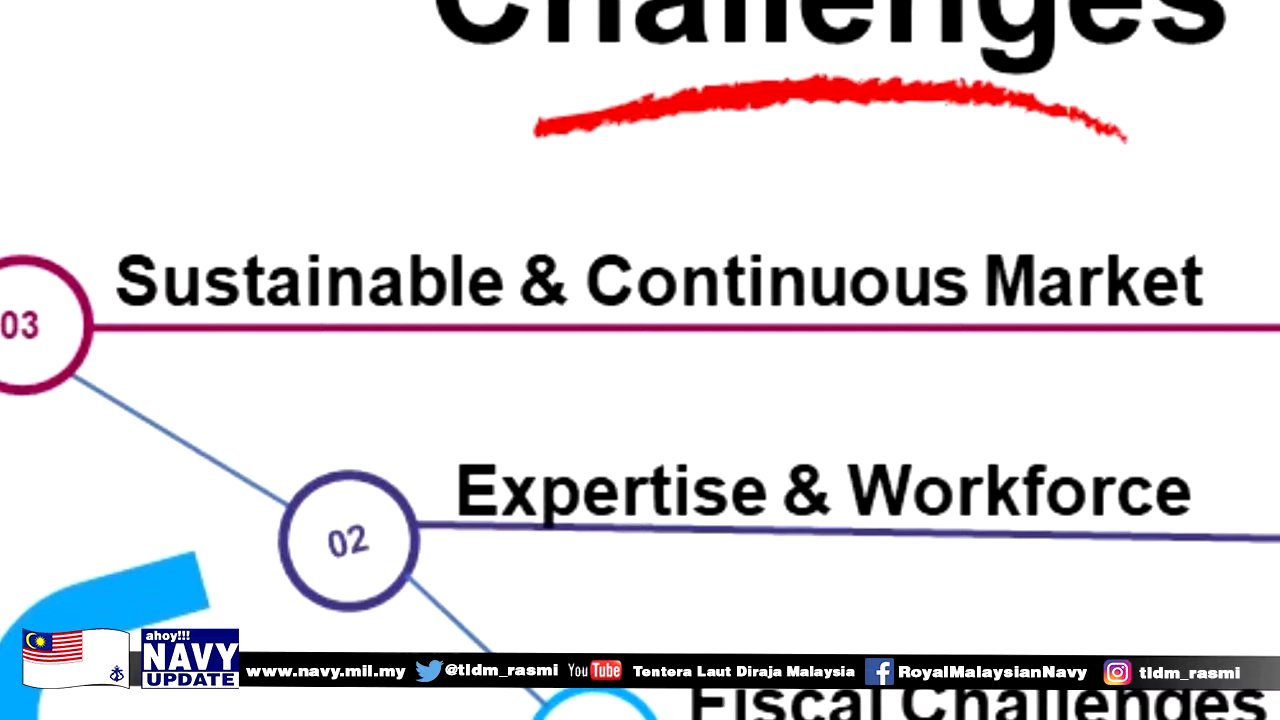 Challenges
Sustainable & Continuous Market
03
Expertise & Workforce
02
ahoy!!!
NAVY
UPDATE
www.navy.mil.my @tldm_rasmi YouTube Tentera Laut Diraja Malaysia RoyalMalaysianNavy tldm_rasmi
Fiscal Challenges